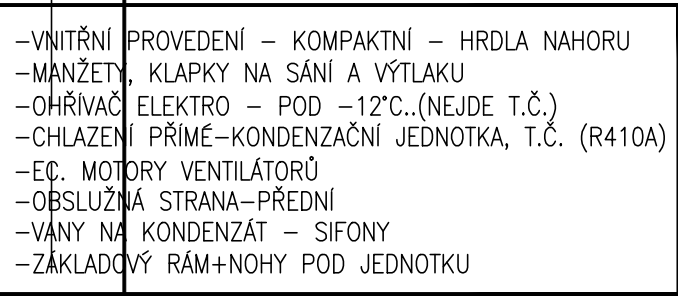 -VNITŘNÍ PROVEDENÍ - KOMPAKTNÍ - HRDLA NAHORU
-MANŽETY, KLAPKY NA SÁNÍ A VÝTLAKU
-OHŘÍVAČ ELEKTRO - POD -12°C..(NEJDE T.Č.)
-CHLAZENÍ PŘÍMÉ-KONDENZAČNÍ JEDNOTKA, T.Č. (R410A)
-EC. MOTORY VENTILÁTORŮ
-OBSLUŽNÁ STRANA-PŘEDNÍ
-VANY NA KONDENZÁT - SIFONY
-ZÁKLADOVÝ RÁM+NOHY POD JEDNOTKU